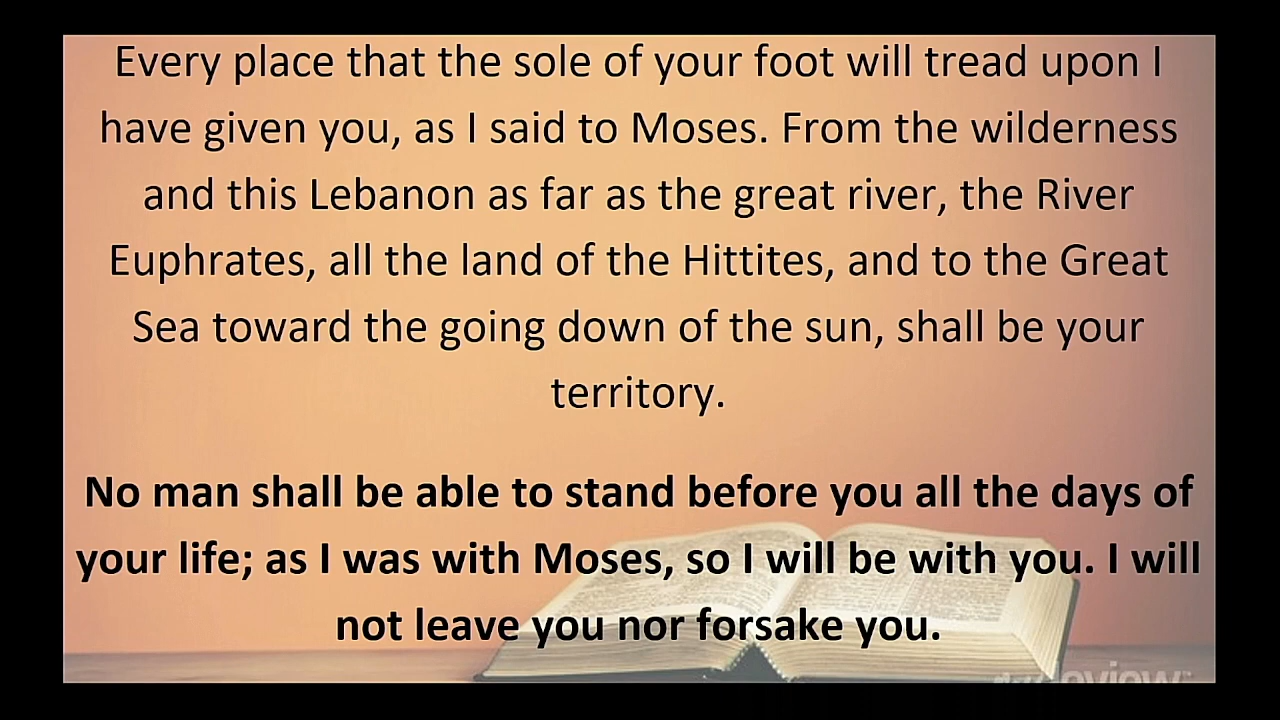 Every place that the sole of your foot will tread upon I
have given you, as I said to Moses. From the wilderness
and this Lebanon as far as the great river, the River
Euphrates, all the land of the Hittites, and to the Great
Sea toward the going down of the sun, shall be your
territory.
No man shall be able to stand before you all the days of
your life; as I was with Moses, so I will be with you. I will
not leave you nor forsake you.